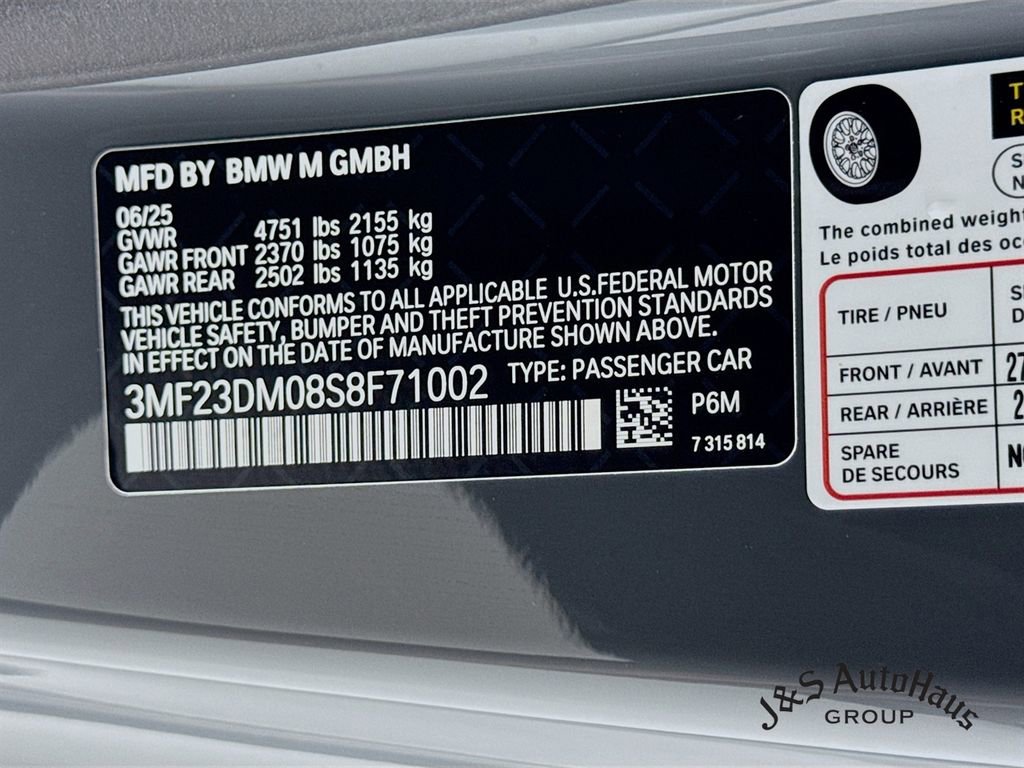 MFD BY BMW M GMBH
06/25
GVWR 4751 lbs 2155 kg
GAWR FRONT 2370 lbs 1075 kg
GAWR REAR 2502 lbs 1135 kg
THIS VEHICLE CONFORMS TO ALL APPLICABLE U.S.FEDERAL MOTOR
VEHICLE SAFETY, BUMPER AND THEFT PREVENTION STANDARDS
IN EFFECT ON THE DATE OF MANUFACTURE SHOWN ABOVE.
3MF23DM08S8F71002 TYPE: PASSENGER CAR
P6M
7 315 814
The combined weight
Le poids total des
TIRE / PNEU
FRONT / AVANT 27
REAR / ARRIÈRE 2
SPARE
DE SECOURS
J&S AutoHaus
GROUP